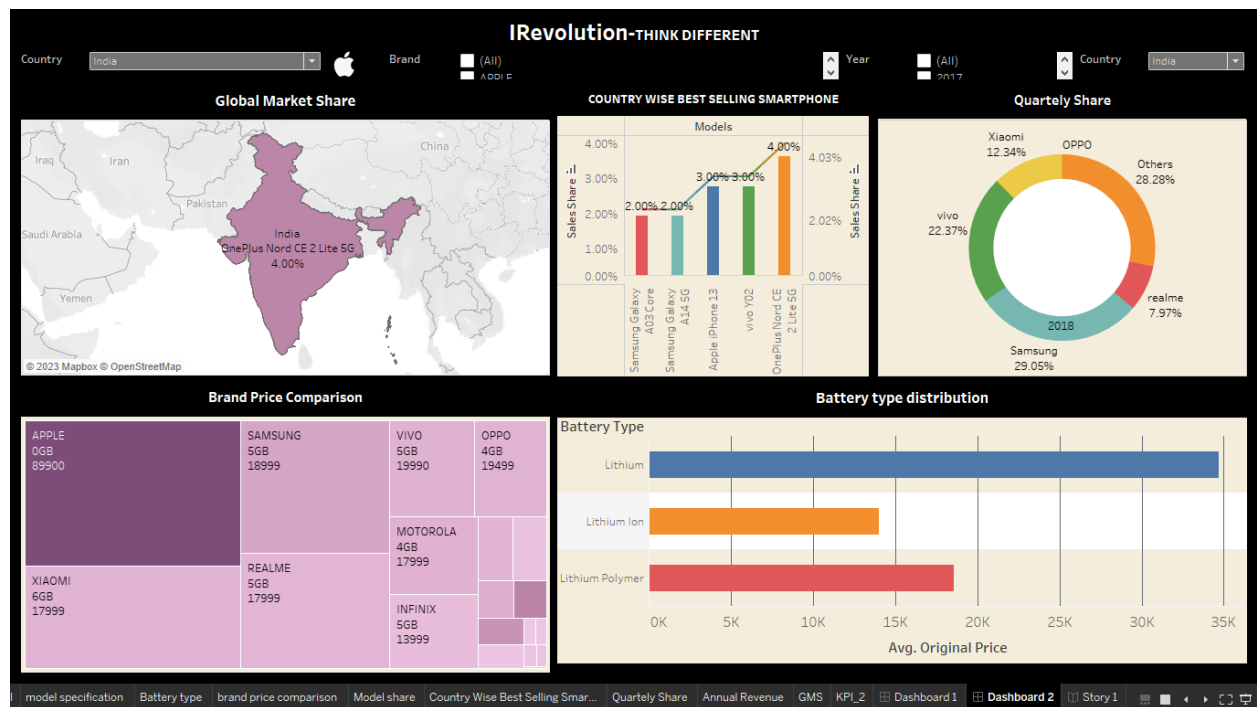 IRevolution-THINK DIFFERENT
Country
India
Brand
(All)
APPLE
Year
(All)
2017
Country
India
Global Market Share
Iraq
Iran
China
Pakistan
Saudi Arabia
Yemen
India
OnePlus Nord CE 2 Lite 5G
4.00%
© 2023 Mapbox © OpenStreetMap
COUNTRY WISE BEST SELLING SMARTPHONE
Models
Sales Share
4.00%
3.00%
2.00%
1.00%
0.00%
2.00%
2.00%
3.00%
3.00%
4.00%
4.03%
2.02%
0.00%
Sales Share
Samsung Galaxy
A03 Core
Samsung Galaxy
A14 5G
Apple iPhone 13
vivo Y02
OnePlus Nord CE
2 Lite 5G
Quartely Share
Xiaomi
12.34%
OPPO
Others
28.28%
vivo
22.37%
realme
7.97%
2018
Samsung
29.05%
Brand Price Comparison
APPLE
0GB
89900
SAMSUNG
5GB
18999
VIVO
5GB
19990
OPPO
4GB
19499
XIAOMI
6GB
17999
REALME
5GB
17999
MOTOROLA
4GB
17999
INFINIX
5GB
13999
Battery type distribution
Battery Type
Lithium
Lithium Ion
Lithium Polymer
0K 5K 10K 15K 20K 25K 30K 35K
Avg. Original Price
model specification Battery type brand price comparison Model share Country Wise Best Selling Smar... Quartely Share Annual Revenue GMS KPI_2 Dashboard 1 Dashboard 2 Story 1